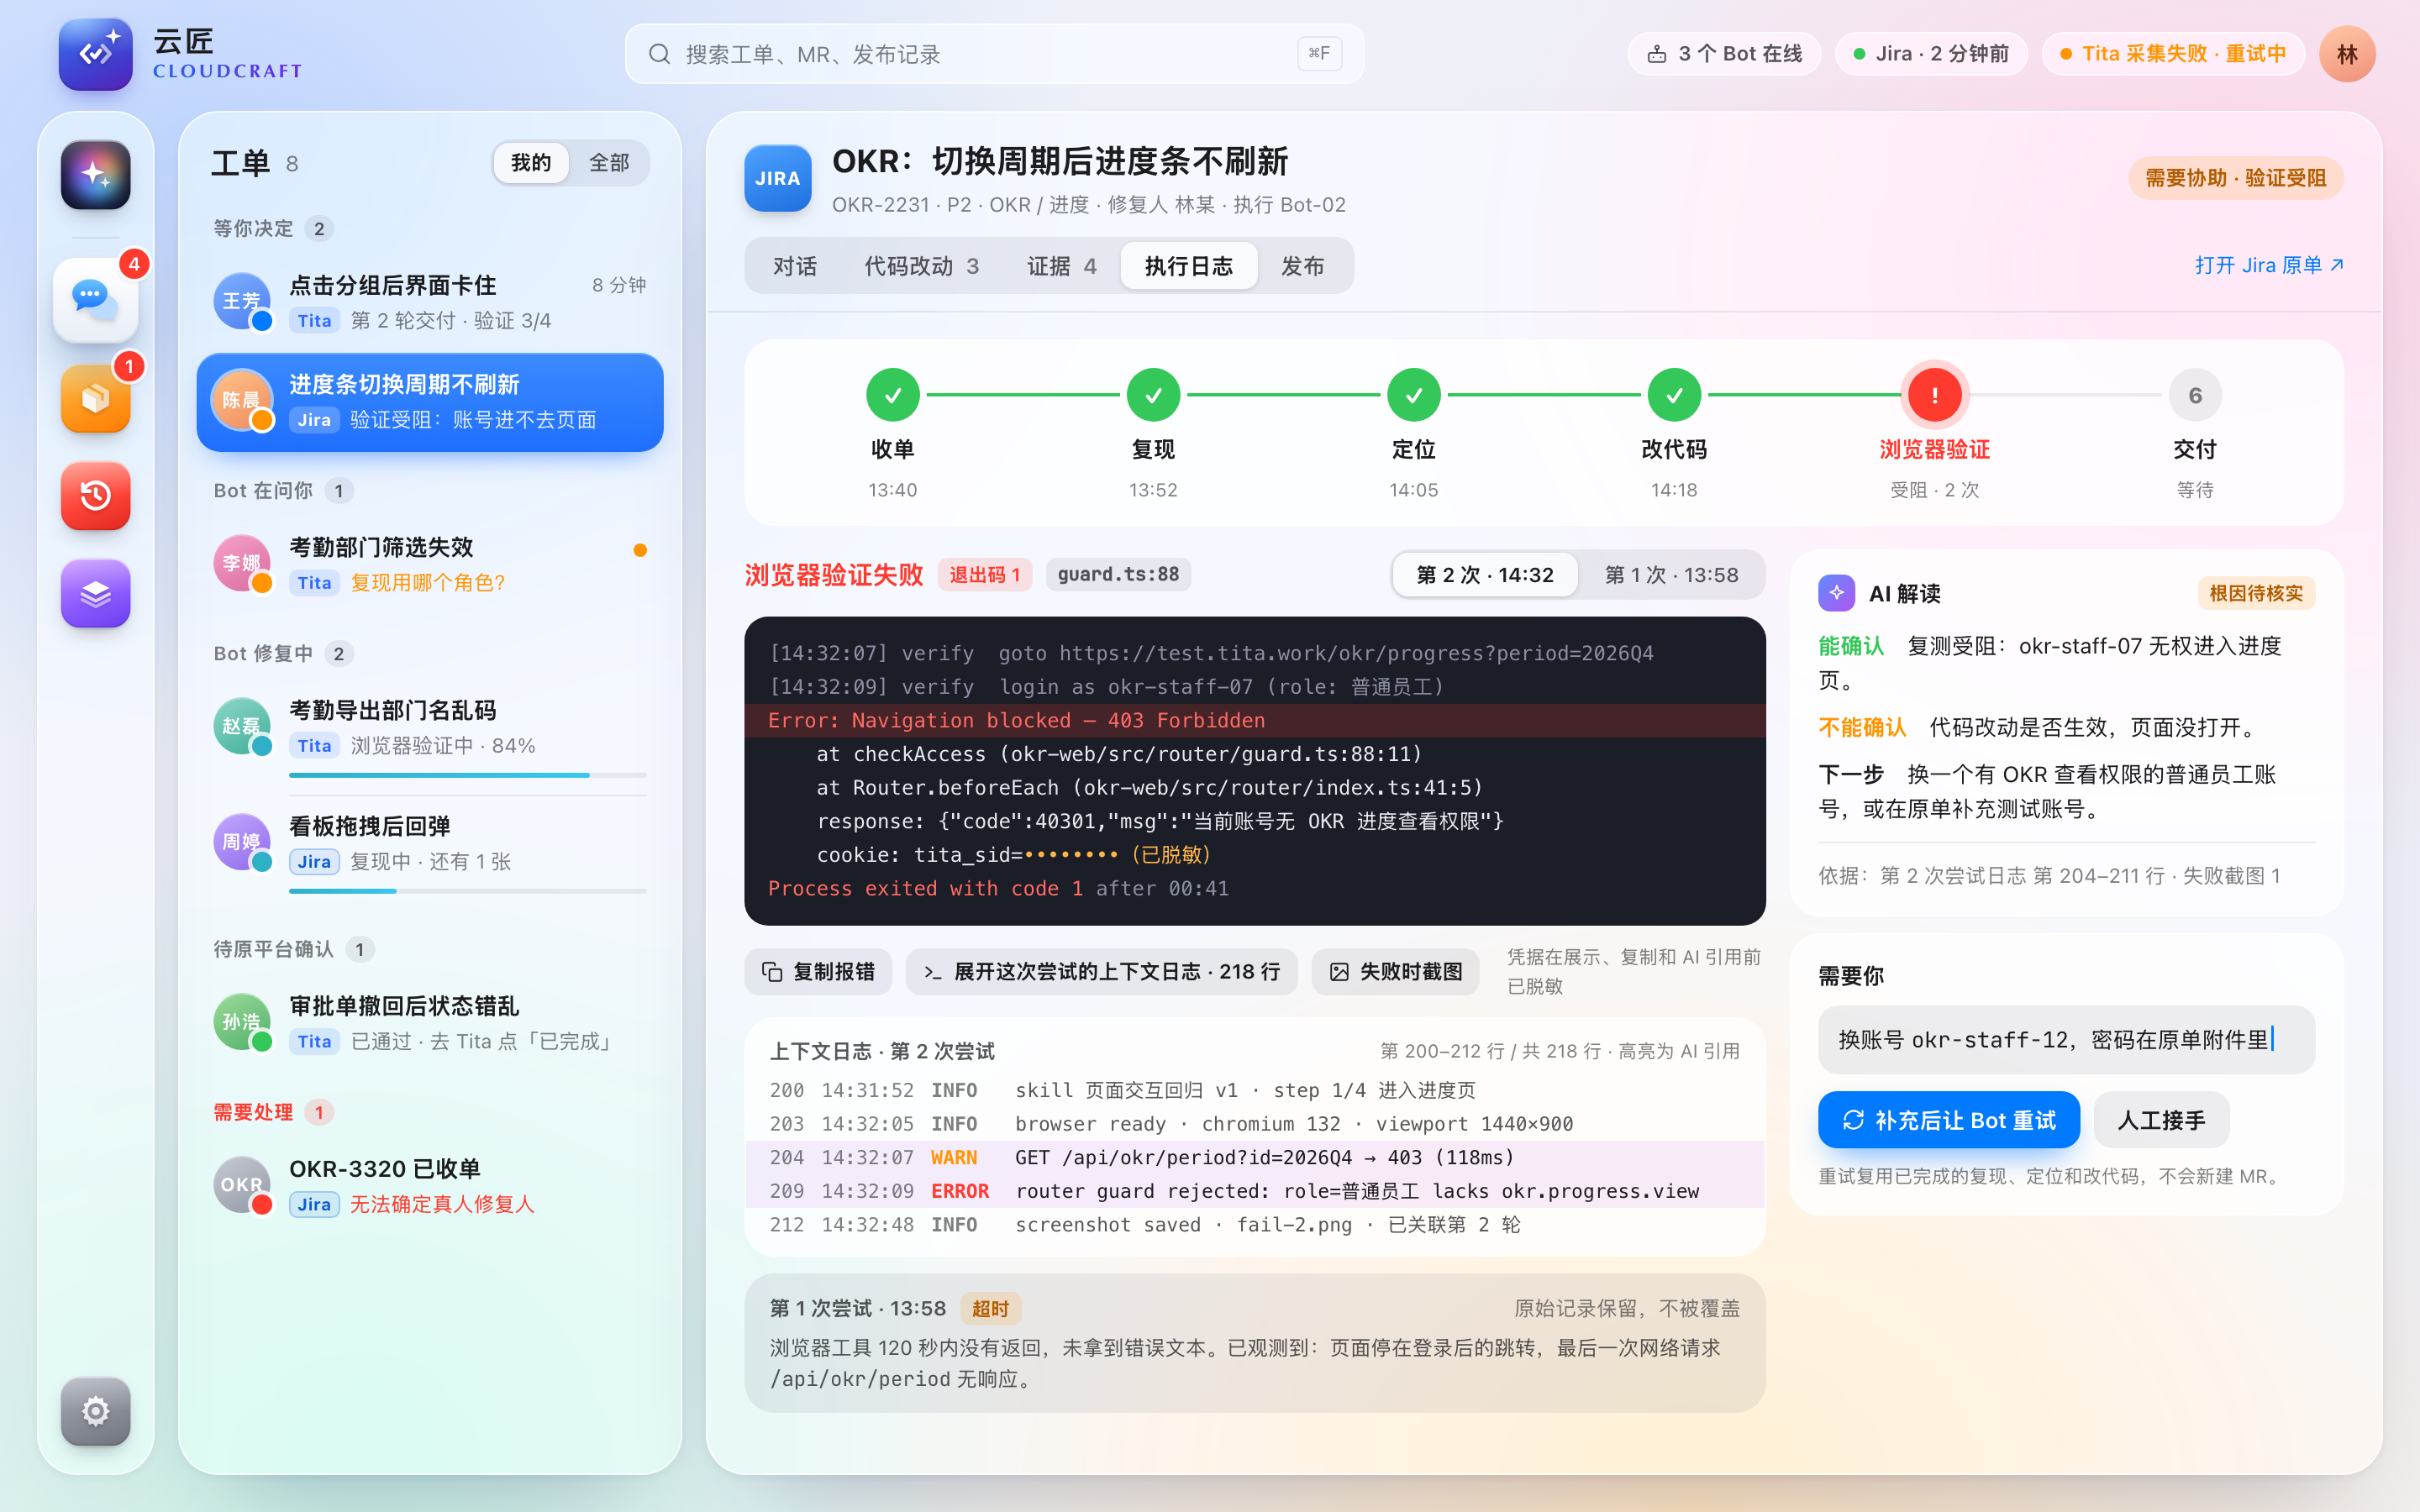 云匠
CLOUDCRAFT
搜索工单、MR、发布记录
⌘F
3 个 Bot 在线
Jira · 2 分钟前
Tita 采集失败 · 重试中
林
4
1
工单 8
我的 全部
等你决定 2
王芳
点击分组后界面卡住 8 分钟
Tita 第 2 轮交付 · 验证 3/4
陈晨
进度条切换周期不刷新
Jira 验证受阻：账号进不去页面
Bot 在问你 1
李娜
考勤部门筛选失效
Tita 复现用哪个角色?
Bot 修复中 2
赵磊
考勤导出部门名乱码
Tita 浏览器验证中 · 84%
周婷
看板拖拽后回弹
Jira 复现中 · 还有 1 张
待原平台确认 1
孙浩
审批单撤回后状态错乱
Tita 已通过 · 去 Tita 点「已完成」
需要处理 1
OKR
OKR-3320 已收单
Jira 无法确定真人修复人
JIRA
OKR：切换周期后进度条不刷新
OKR-2231 · P2 · OKR / 进度 · 修复人 林某 · 执行 Bot-02
需要协助 · 验证受阻
对话 代码改动 3 证据 4 执行日志 发布
打开 Jira 原单 ↗
! 6
收单 复现 定位 改代码 浏览器验证 交付
13:40 13:52 14:05 14:18 受阻 · 2 次 等待
浏览器验证失败 退出码 1 guard.ts:88
第 2 次 · 14:32 第 1 次 · 13:58
[14:32:07] verify  goto https://test.tita.work/okr/progress?period=2026Q4
[14:32:09] verify  login as okr-staff-07 (role: 普通员工)
Error: Navigation blocked — 403 Forbidden
at checkAccess (okr-web/src/router/guard.ts:88:11)
at Router.beforeEach (okr-web/src/router/index.ts:41:5)
response: {"code":40301,"msg":"当前账号无 OKR 进度查看权限"}
cookie: tita_sid=•••••••• (已脱敏)
Process exited with code 1 after 00:41
复制报错
展开这次尝试的上下文日志 · 218 行
失败时截图
凭据在展示、复制和 AI 引用前
已脱敏
上下文日志 · 第 2 次尝试 第 200–212 行 / 共 218 行 · 高亮为 AI 引用
200 14:31:52 INFO skill 页面交互回归 v1 · step 1/4 进入进度页
203 14:32:05 INFO browser ready · chromium 132 · viewport 1440×900
204 14:32:07 WARN GET /api/okr/period?id=2026Q4 → 403 (118ms)
209 14:32:09 ERROR router guard rejected: role=普通员工 lacks okr.progress.view
212 14:32:48 INFO screenshot saved · fail-2.png · 已关联第 2 轮
第 1 次尝试 · 13:58 超时 原始记录保留，不被覆盖
浏览器工具 120 秒内没有返回，未拿到错误文本。已观测到：页面停在登录后的跳转，最后一次网络请求
/api/okr/period 无响应。
AI 解读 根因待核实
能确认 复测受阻：okr-staff-07 无权进入进度
页。
不能确认 代码改动是否生效，页面没打开。
下一步 换一个有 OKR 查看权限的普通员工账
号，或在原单补充测试账号。
依据：第 2 次尝试日志 第 204–211 行 · 失败截图 1
需要你
换账号 okr-staff-12，密码在原单附件里
补充后让 Bot 重试
人工接手
重试复用已完成的复现、定位和改代码，不会新建 MR。